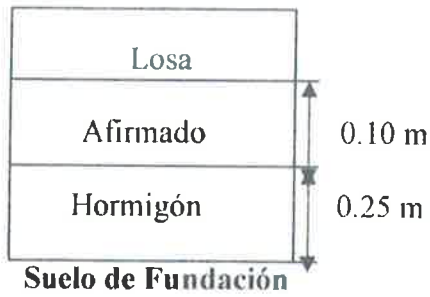 Losa
Afirmado 0.10 m
Hormigón 0.25 m
Suelo de Fundación